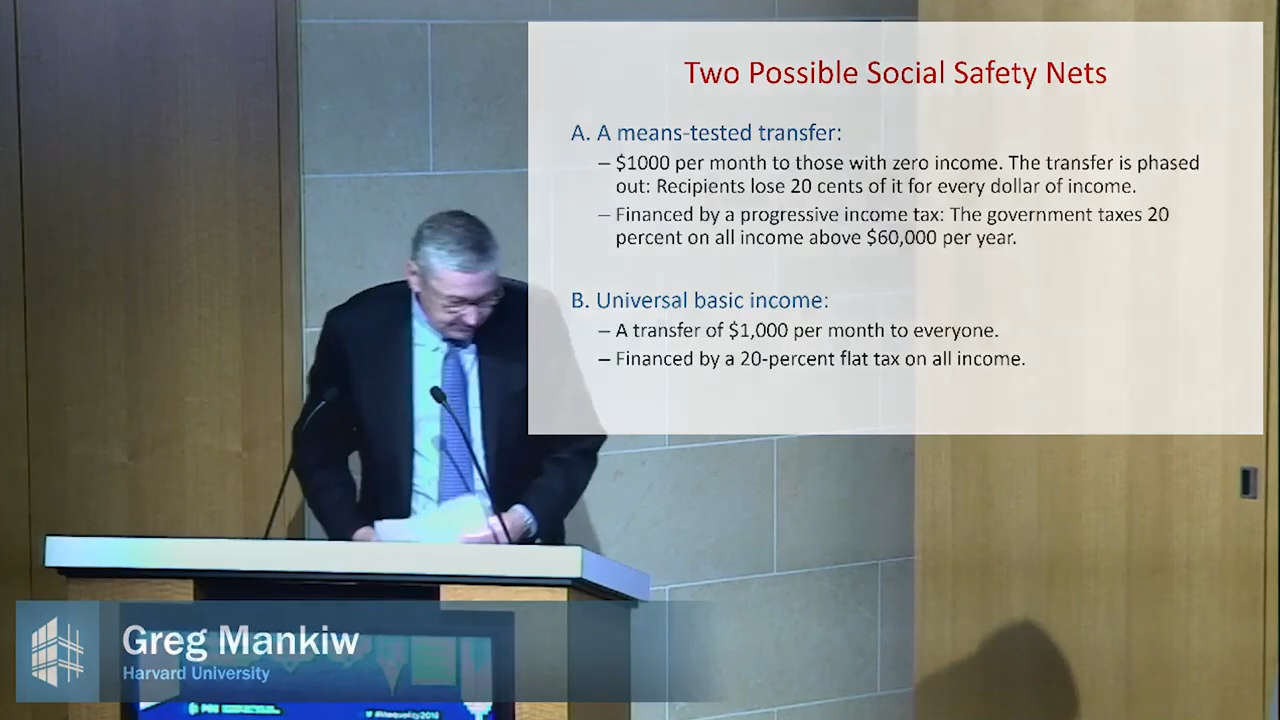 Two Possible Social Safety Nets
A. A means-tested transfer:
– $1000 per month to those with zero income. The transfer is phased
out: Recipients lose 20 cents of it for every dollar of income.
– Financed by a progressive income tax: The government taxes 20
percent on all income above $60,000 per year.
B. Universal basic income:
– A transfer of $1,000 per month to everyone.
– Financed by a 20-percent flat tax on all income.
Greg Mankiw
Harvard University